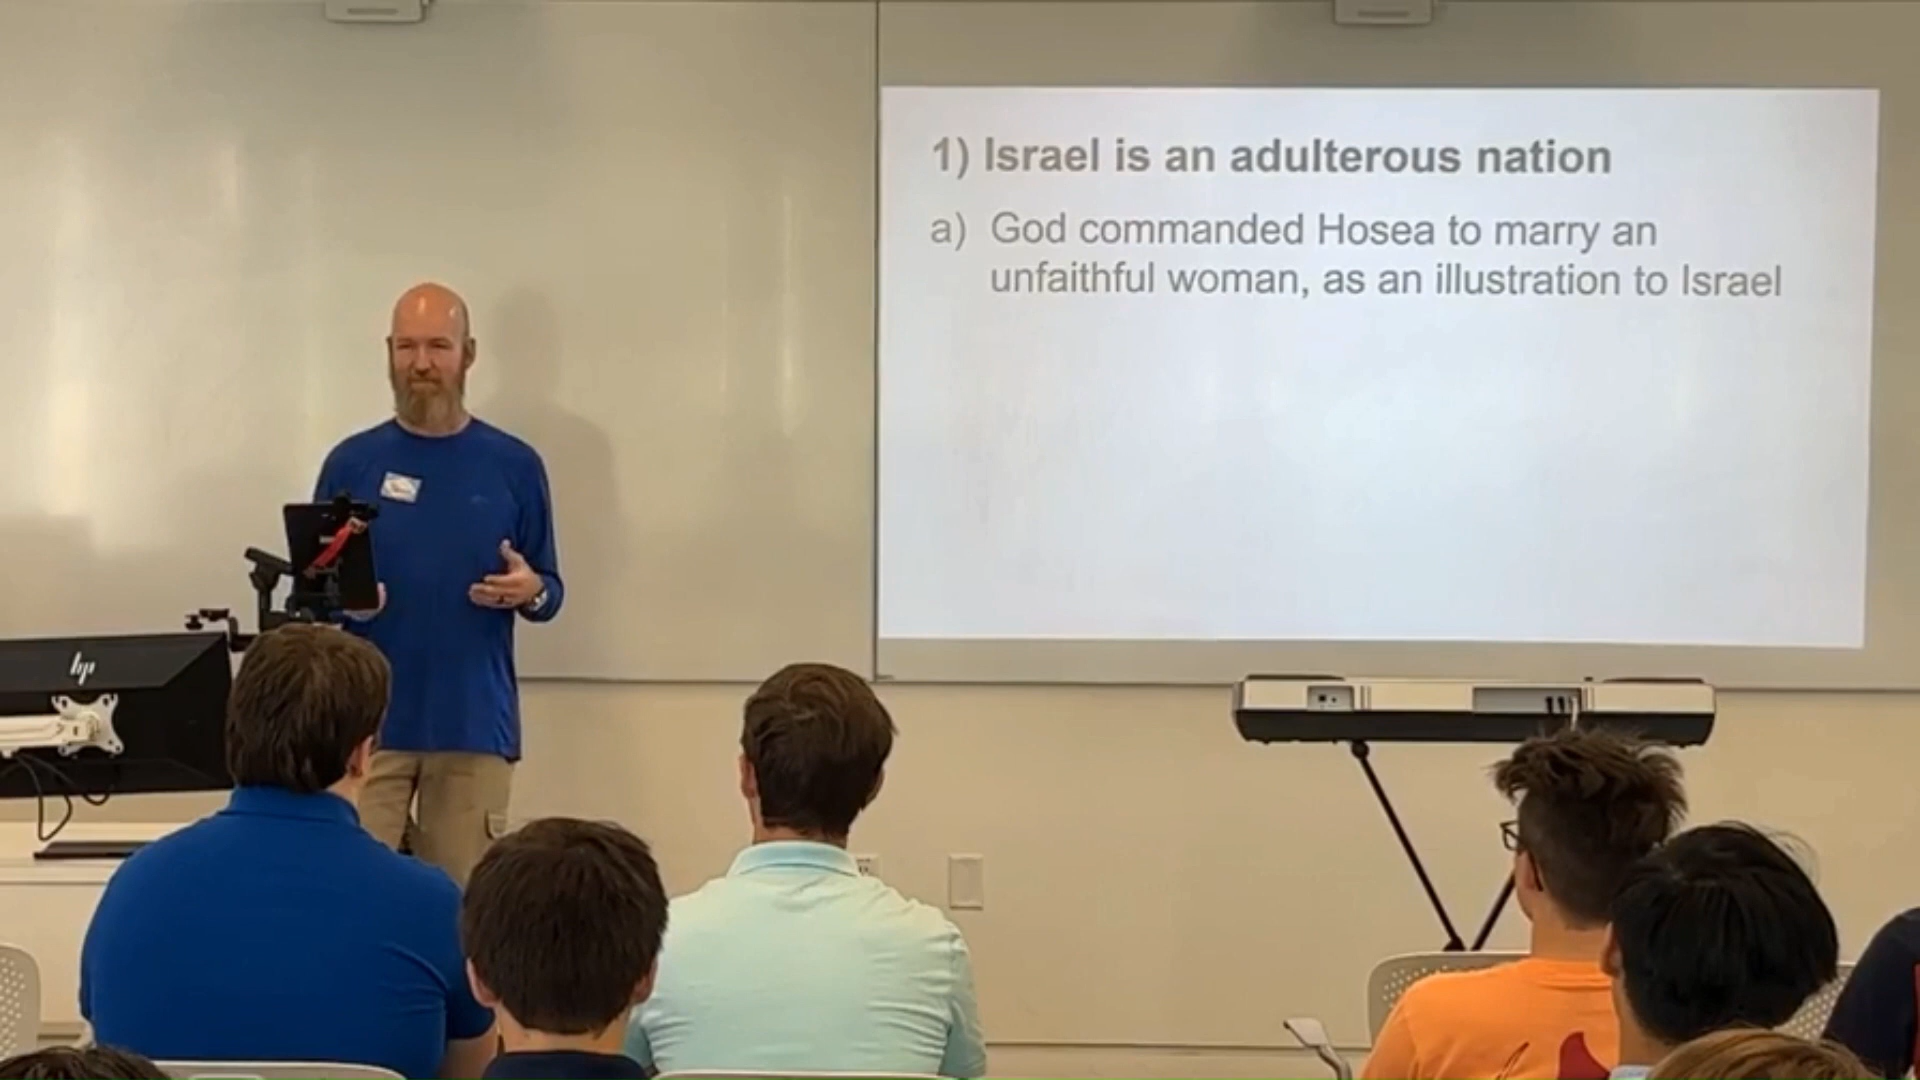 1) Israel is an adulterous nation
a) God commanded Hosea to marry an
unfaithful woman, as an illustration to Israel
hp